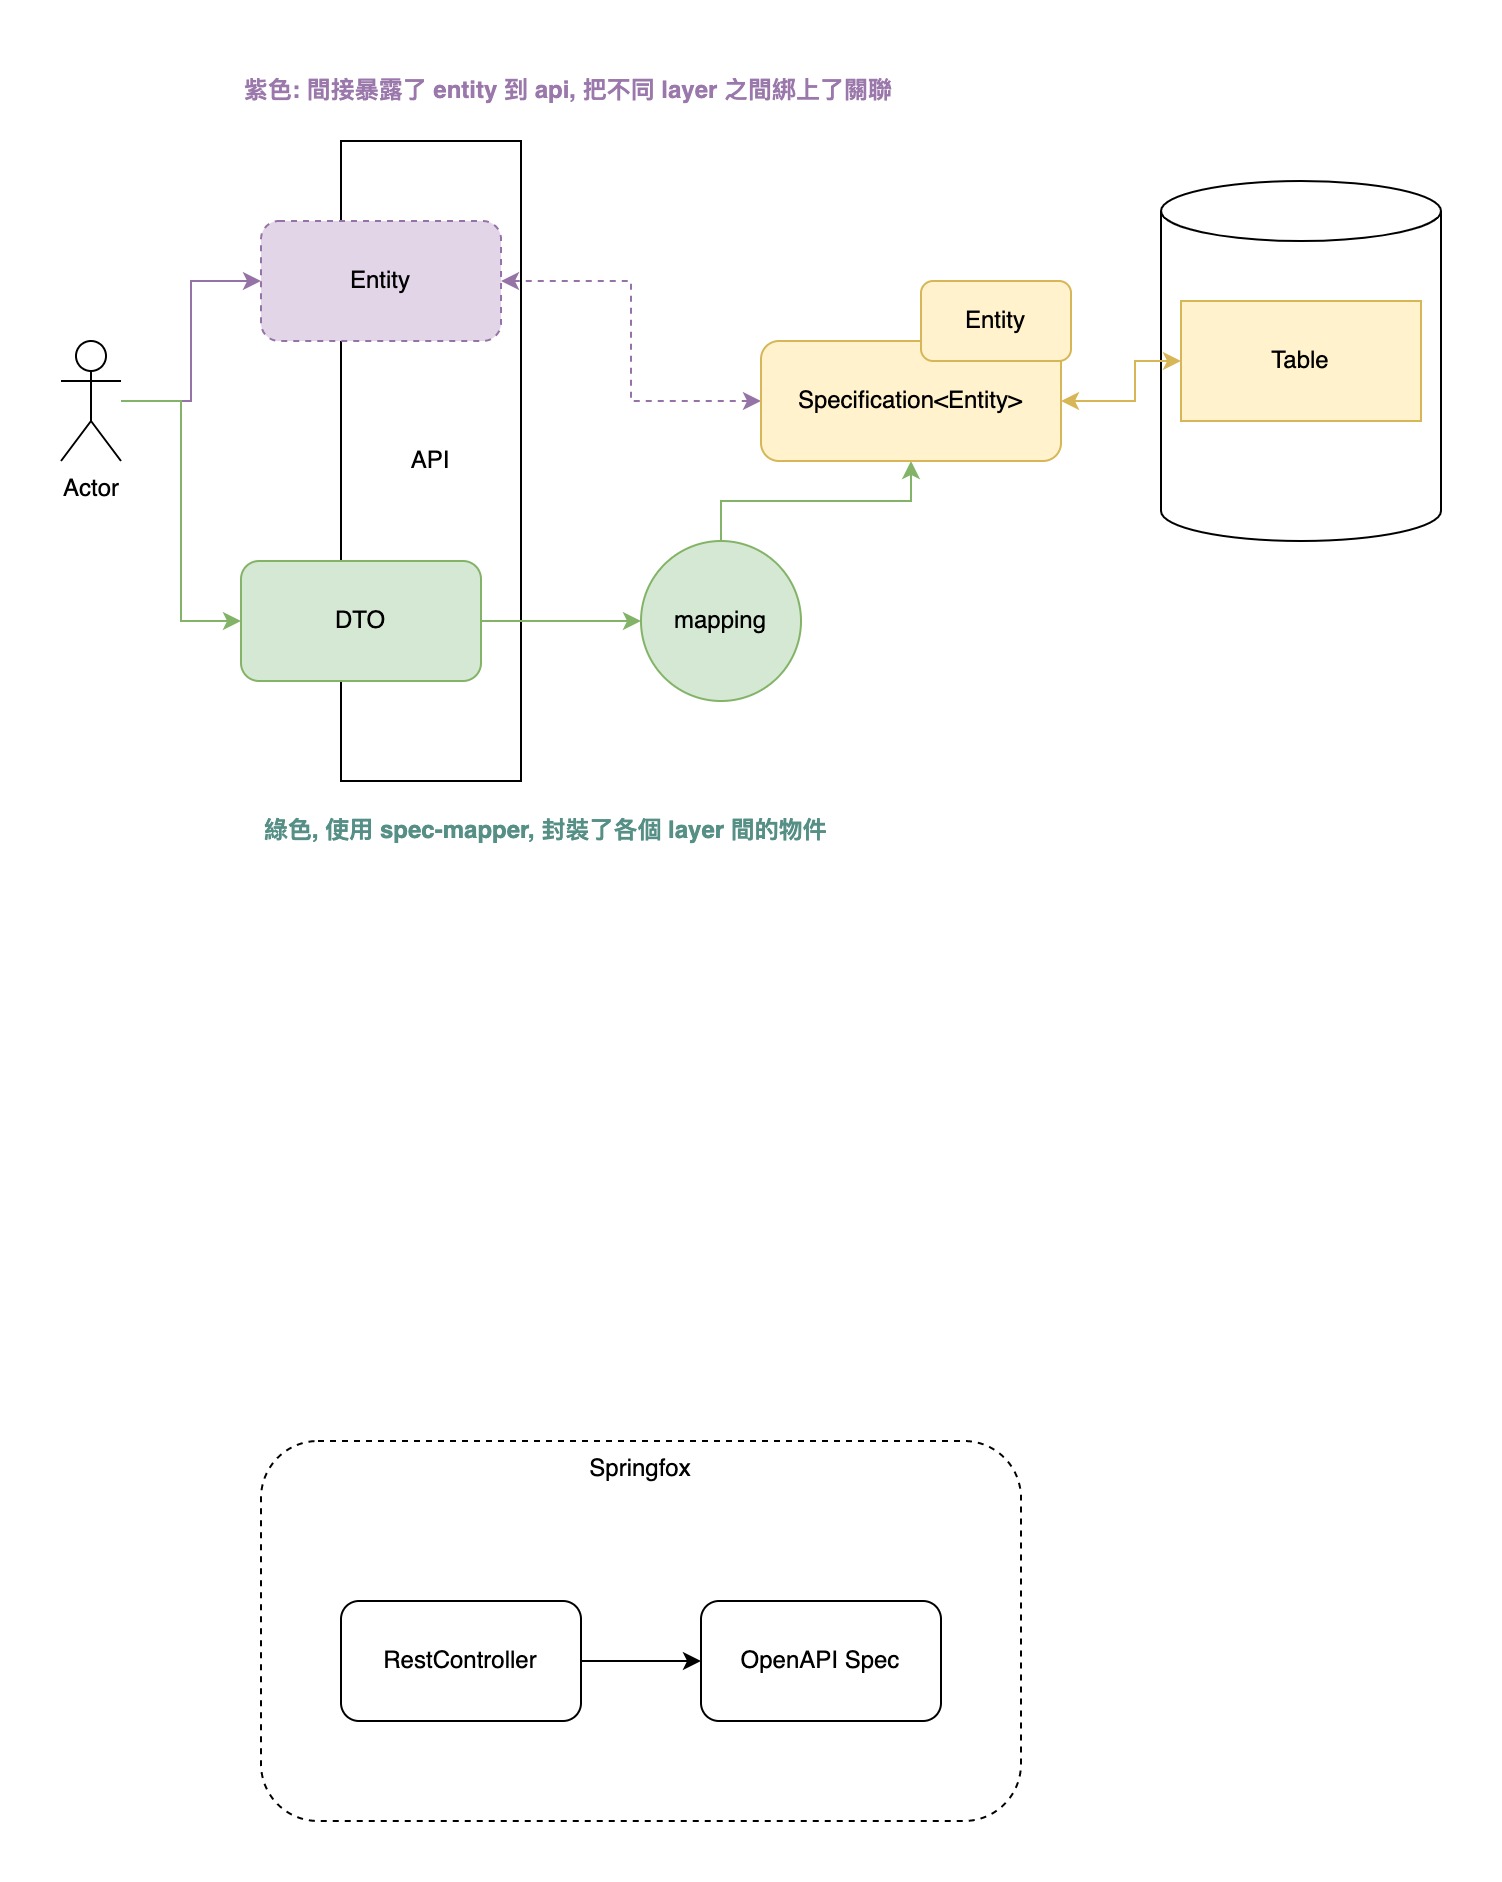 紫色: 間接暴露了 entity 到 api, 把不同 layer 之間綁上了關聯
Entity
Entity
Table
Specification<Entity>
API
Actor
DTO
mapping
綠色, 使用 spec-mapper, 封裝了各個 layer 間的物件
Springfox
RestController
OpenAPI Spec